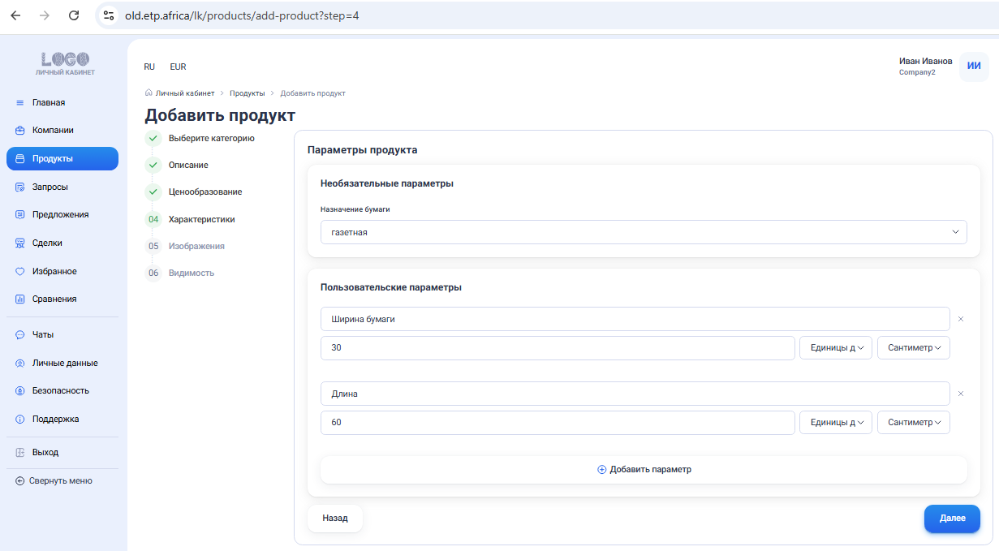 old.etp.africa/lk/products/add-product?step=4
LOGO
ЛИЧНЫЙ КАБИНЕТ
Главная
Компании
Продукты
Запросы
Предложения
Сделки
Избранное
Сравнения
Чаты
Личные данные
Безопасность
Поддержка
Выход
Свернуть меню
RU EUR
Иван Иванов
Company2
ИИ
Личный кабинет > Продукты > Добавить продукт
Добавить продукт
Выберите категорию
Описание
Ценообразование
04 Характеристики
05 Изображения
06 Видимость
Параметры продукта
Необязательные параметры
Назначение бумаги
газетная
Пользовательские параметры
Ширина бумаги
30 Единицы д Сантиметр
Длина
60 Единицы д Сантиметр
Добавить параметр
Назад Далее